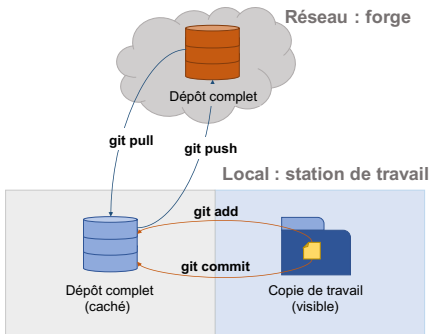 Réseau : forge
Dépôt complet
git pull
git push
Local : station de travail
git add
git commit
Dépôt complet
(caché)
Copie de travail
(visible)